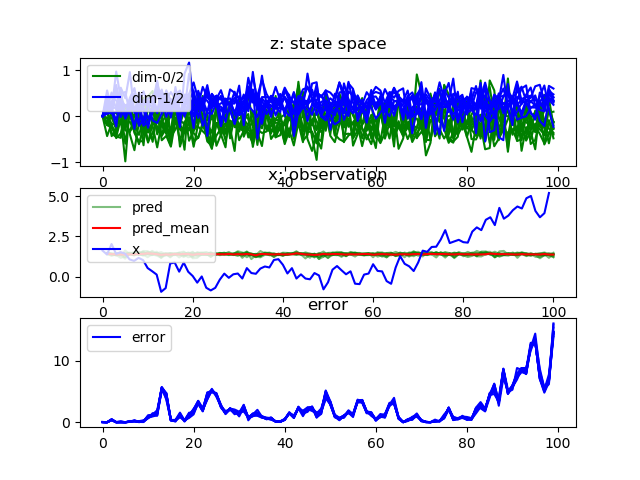 z: state space
1
0
−1
dim-0/2
dim-1/2
0 20 40 60 80 100
x: observation
5.0
2.5
0.0
pred
pred_mean
x
0 20 40 60 80 100
error
10
0
error
0 20 40 60 80 100